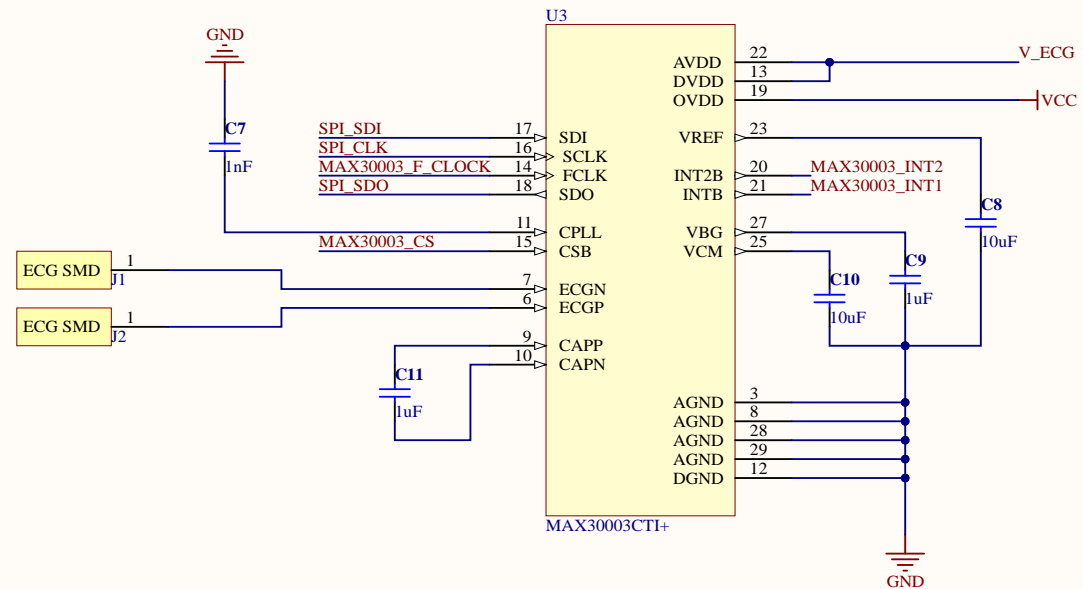 U3
GND
C7
1nF
SPI_SDI
17
SDI
SPI_CLK
16
SCLK
MAX30003_F_CLOCK
14
FCLK
SPI_SDO
18
SDO
11
CPLL
MAX30003_CS
15
CSB
ECG SMD
1
J1
7
ECGN
ECG SMD
1
J2
6
ECGP
9
CAPP
10
CAPN
C11
1uF
AVDD
22
V_ECG
DVDD
13
OVDD
19
VCC
VREF
23
INT2B
20
MAX30003_INT2
INTB
21
MAX30003_INT1
VBG
27
VCM
25
C8
10uF
C9
1uF
C10
10uF
AGND
3
AGND
8
AGND
28
AGND
29
DGND
12
MAX30003CTI+
GND